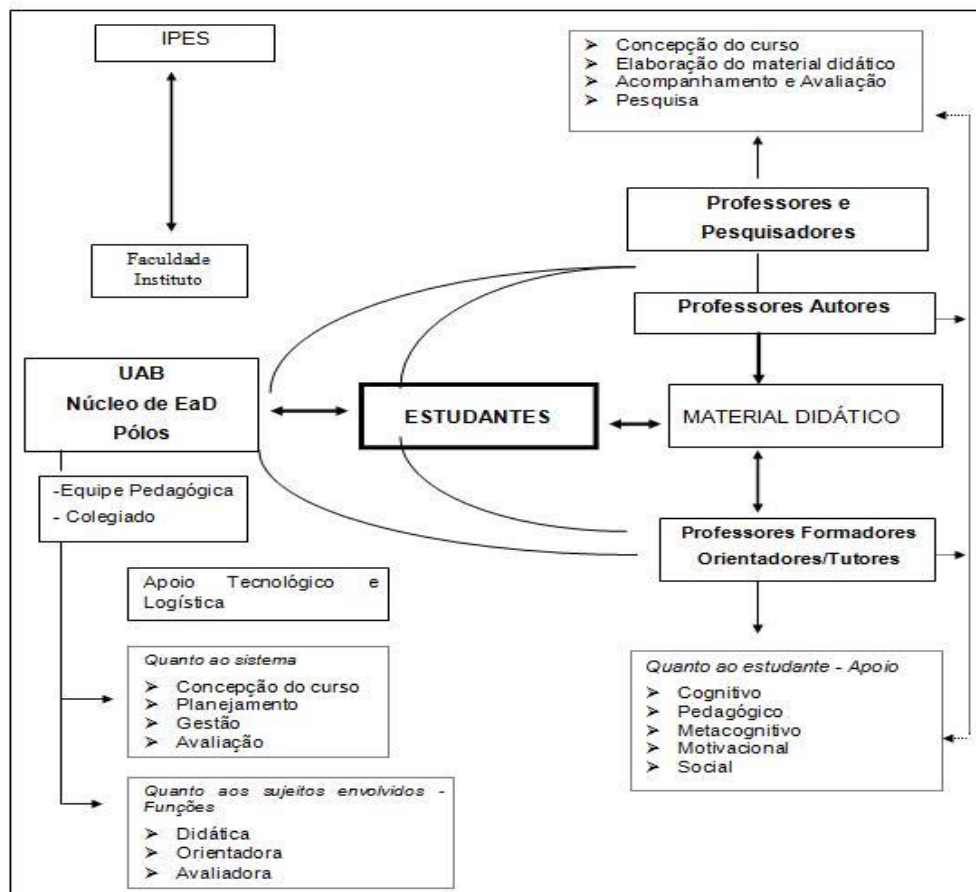 IPES
➢ Concepção do curso
➢ Elaboração do material didático
➢ Acompanhamento e Avaliação
➢ Pesquisa
Professores e
Pesquisadores
Faculdade
Instituto
Professores Autores
UAB
Núcleo de EaD
Pólos
ESTUDANTES
MATERIAL DIDÁTICO
-Equipe Pedagógica
- Colegiado
Professores Formadores
Orientadores/Tutores
Apoio Tecnológico e
Logística
Quanto ao sistema
➢ Concepção do curso
➢ Planejamento
➢ Gestão
➢ Avaliação
Quanto ao estudante - Apoio
➢ Cognitivo
➢ Pedagógico
➢ Metacognitivo
➢ Motivacional
➢ Social
Quanto aos sujeitos envolvidos -
Funções
➢ Didática
➢ Orientadora
➢ Avaliadora